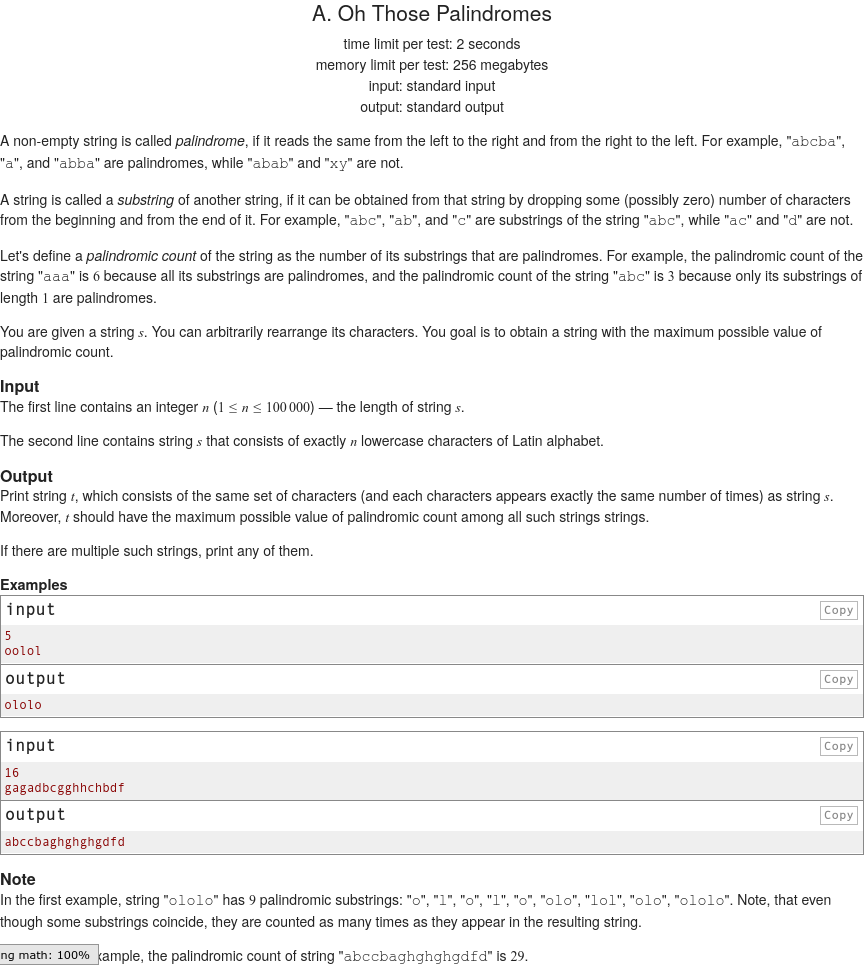 A. Oh Those Palindromes
time limit per test: 2 seconds
memory limit per test: 256 megabytes
input: standard input
output: standard output
A non-empty string is called palindrome, if it reads the same from the left to the right and from the right to the left. For example, "abcba",
"a", and "abba" are palindromes, while "abab" and "xy" are not.
A string is called a substring of another string, if it can be obtained from that string by dropping some (possibly zero) number of characters
from the beginning and from the end of it. For example, "abc", "ab", and "c" are substrings of the string "abc", while "ac" and "d" are not.
Let's define a palindromic count of the string as the number of its substrings that are palindromes. For example, the palindromic count of the
string "aaa" is 6 because all its substrings are palindromes, and the palindromic count of the string "abc" is 3 because only its substrings of
length 1 are palindromes.
You are given a string s. You can arbitrarily rearrange its characters. You goal is to obtain a string with the maximum possible value of
palindromic count.
Input
The first line contains an integer n (1 ≤ n ≤ 100 000) — the length of string s.
The second line contains string s that consists of exactly n lowercase characters of Latin alphabet.
Output
Print string t, which consists of the same set of characters (and each characters appears exactly the same number of times) as string s.
Moreover, t should have the maximum possible value of palindromic count among all such strings strings.
If there are multiple such strings, print any of them.
Examples
input Copy
5
oolol
output Copy
ololo
input Copy
16
gagadbcgghhchbdf
output Copy
abccbaghghghgdfd
Note
In the first example, string "ololo" has 9 palindromic substrings: "o", "l", "o", "l", "o", "olo", "lol", "olo", "ololo". Note, that even
though some substrings coincide, they are counted as many times as they appear in the resulting string.
ng math: 100% xample, the palindromic count of string "abccbaghghghgdfd" is 29.